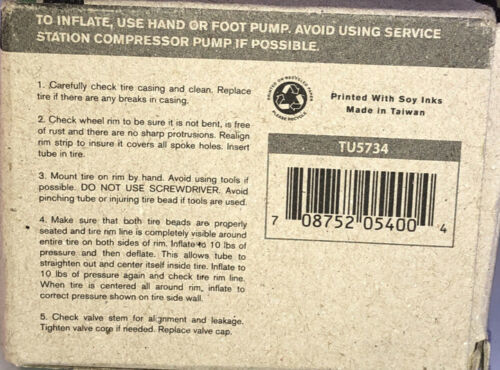 TO INFLATE, USE HAND OR FOOT PUMP. AVOID USING SERVICE
STATION COMPRESSOR PUMP IF POSSIBLE.
1. Carefully check tire casing and clean. Replace
tire if there are any breaks in casing.
2. Check wheel rim to be sure it is not bent, is free
of rust and there are no sharp protrusions. Realign
rim strip to insure it covers all spoke holes. Insert
tube in tire.
3. Mount tire on rim by hand. Avoid using tools if
possible. DO NOT USE SCREWDRIVER. Avoid
pinching tube or injuring tire bead if tools are used.
4. Make sure that both tire beads are properly
seated and tire rim line is completely visible around
entire tire on both sides of rim. Inflate to 10 lbs of
pressure and then deflate. This allows tube to
straighten out and center itself inside tire. Inflate to
10 lbs of pressure again and check tire rim line.
When tire is centered all around rim, inflate to
correct pressure shown on tire side wall.
5. Check valve stem for alignment and leakage.
Tighten valve core if needed. Replace valve cap.
PRINTED ON RECYCLED PAPER
PLEASE RECYCLE
Printed With Soy Inks
Made in Taiwan
TU5734
7 08752 05400 4